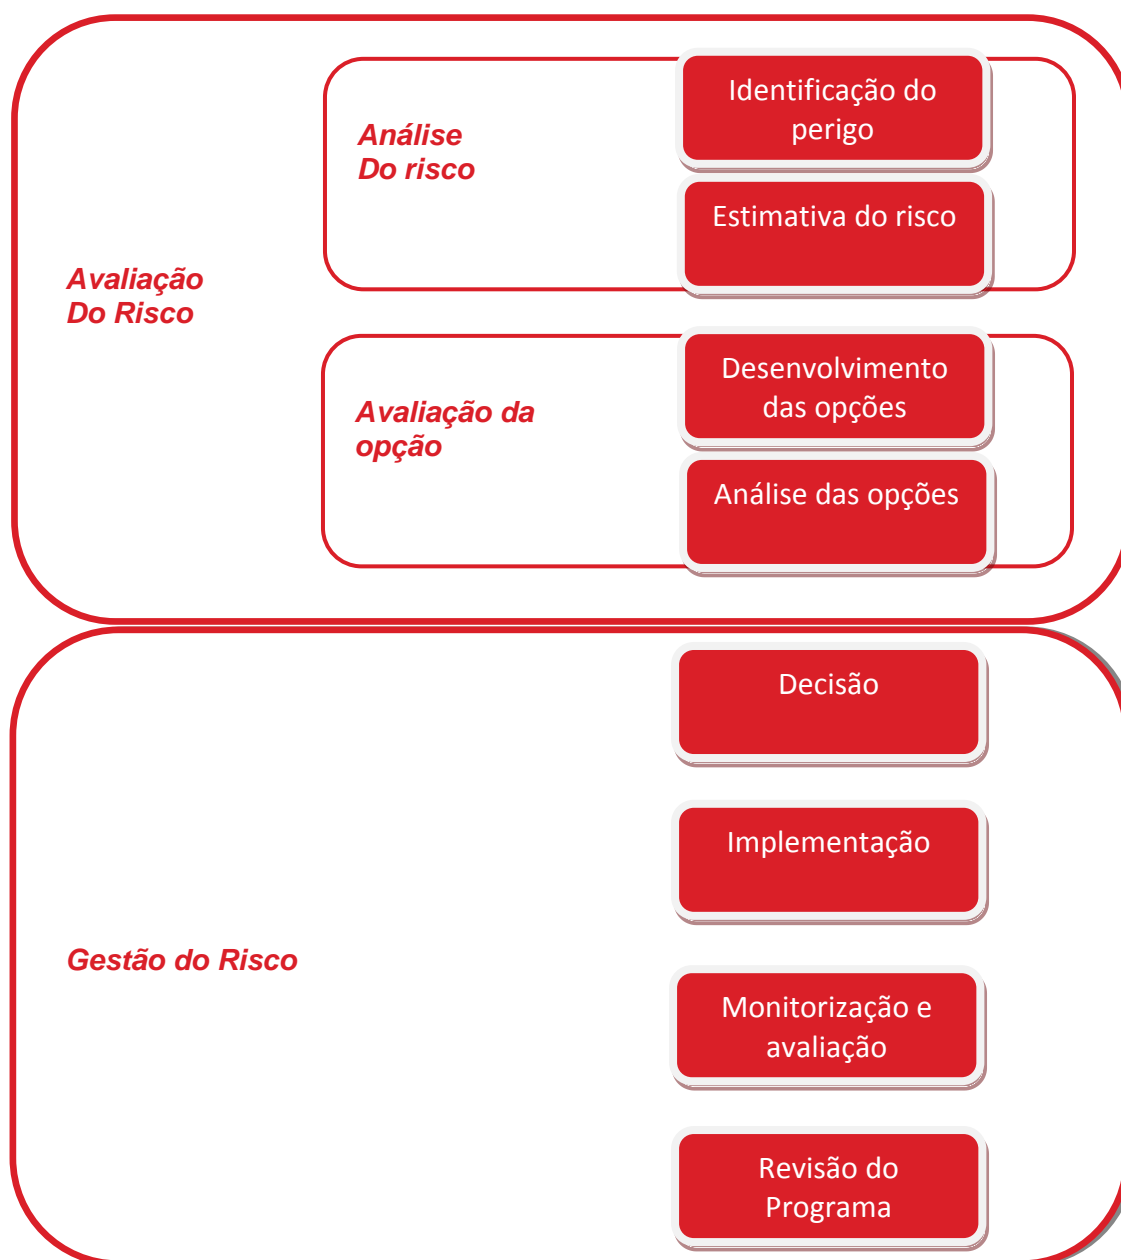 Identificação do
perigo
Análise
Do risco
Estimativa do risco
Avaliação
Do Risco
Desenvolvimento
das opções
Avaliação da
opção
Análise das opções
Decisão
Implementação
Gestão do Risco
Monitorização e
avaliação
Revisão do
Programa